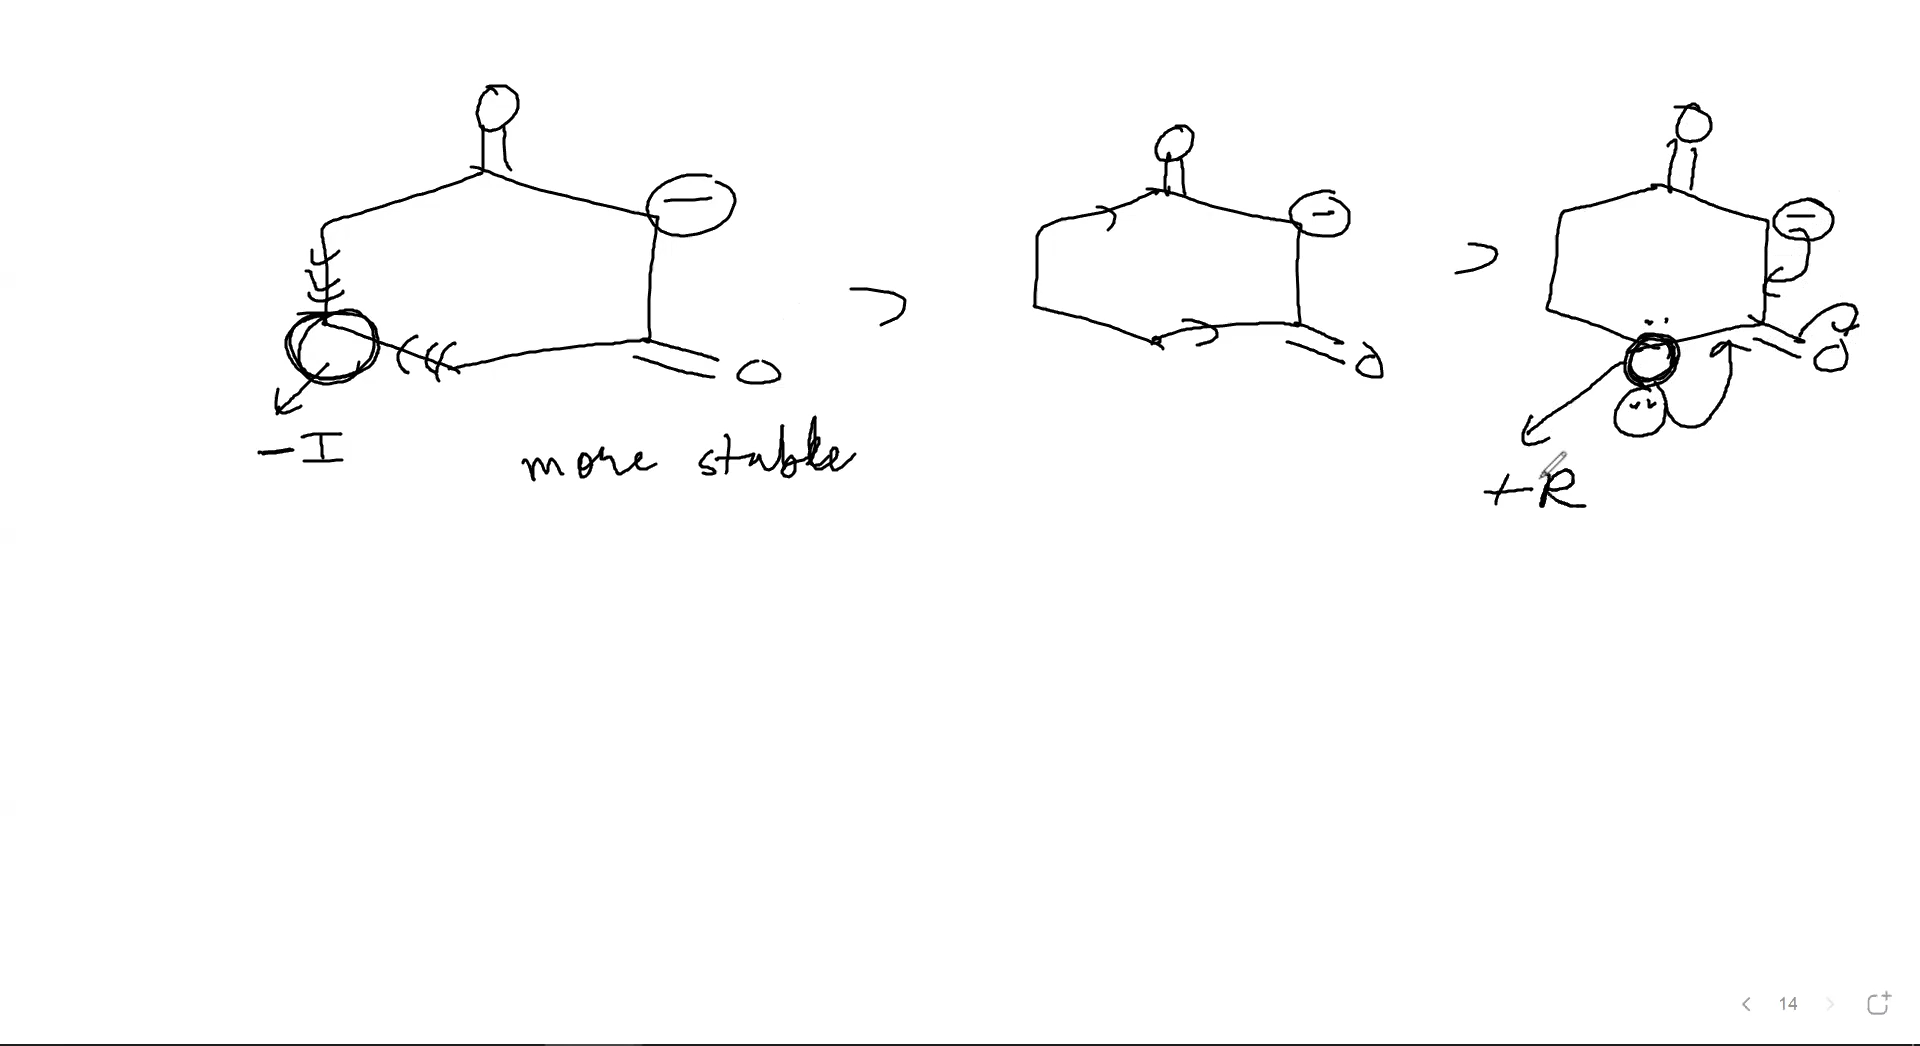 O O O
− > − > −
O O O
−I more stable
+R
14